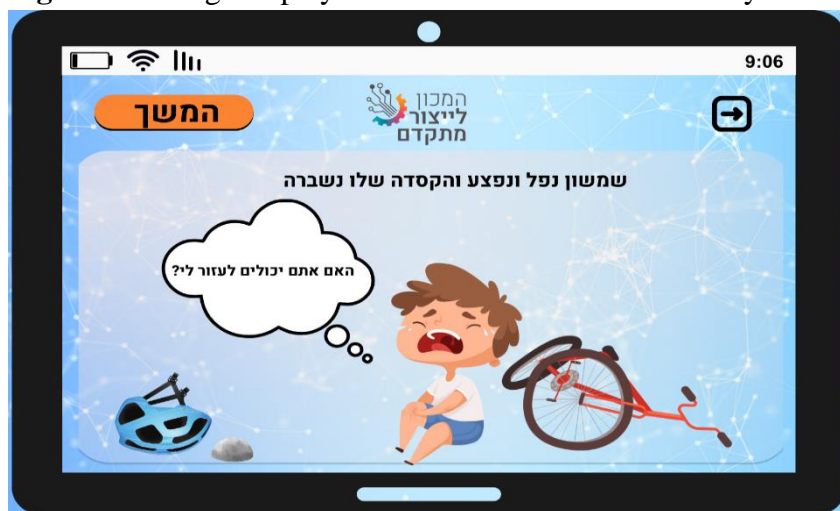 9:06
המשך
המכון
לייצור
מתקדם
שמשון נפל ונפצע והקסדה שלו נשברה
האם אתם יכולים לעזור לי?